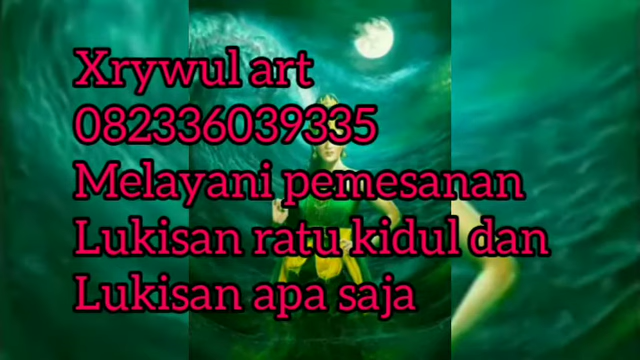 Xrywul art
082336039335
Melayani pemesanan
Lukisan ratu kidul dan
Lukisan apa saja